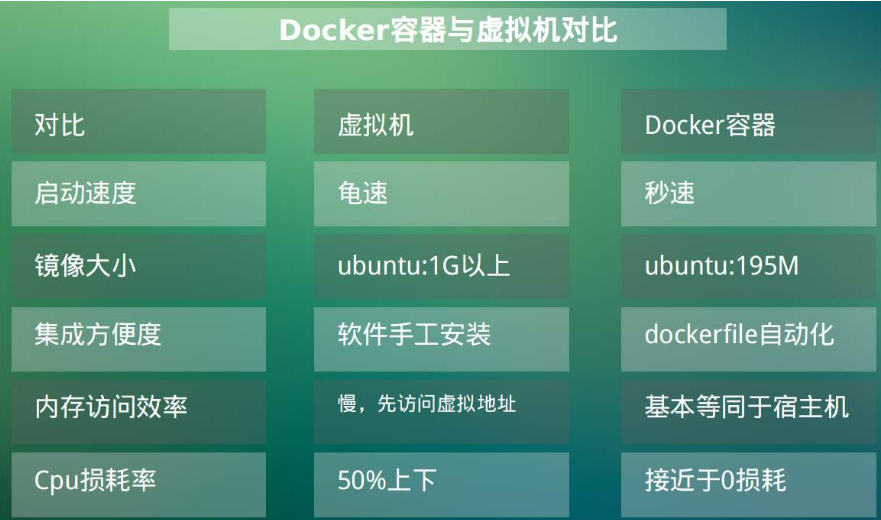 Docker容器与虚拟机对比
对比 虚拟机 Docker容器
启动速度 龟速 秒速
镜像大小 ubuntu:1G以上 ubuntu:195M
集成方便度 软件手工安装 dockerfile自动化
内存访问效率 慢，先访问虚拟地址 基本等同于宿主机
Cpu损耗率 50%上下 接近于0损耗